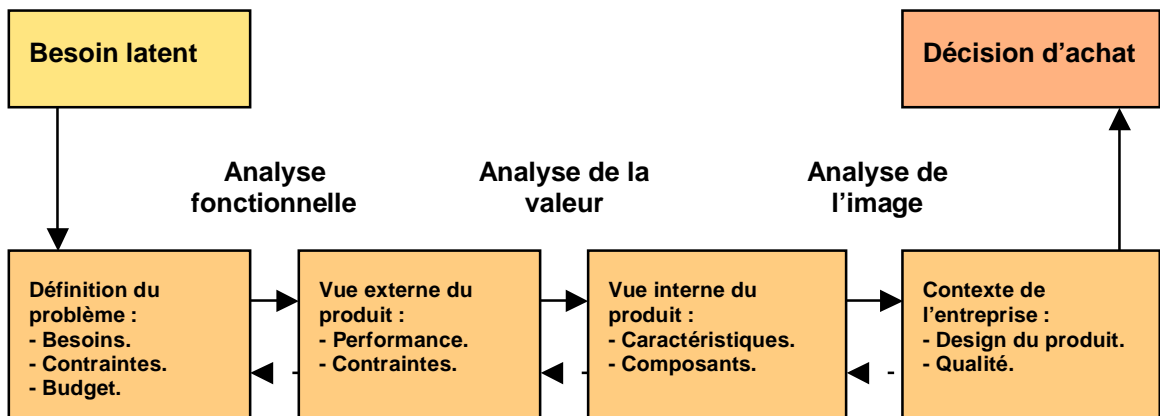 Besoin latent
Décision d’achat
Analyse
fonctionnelle
Analyse de la
valeur
Analyse de
l’image
Définition du
problème :
- Besoins.
- Contraintes.
- Budget.
Vue externe du
produit :
- Performance.
- Contraintes.
Vue interne du
produit :
- Caractéristiques.
- Composants.
Contexte de
l’entreprise :
- Design du produit.
- Qualité.